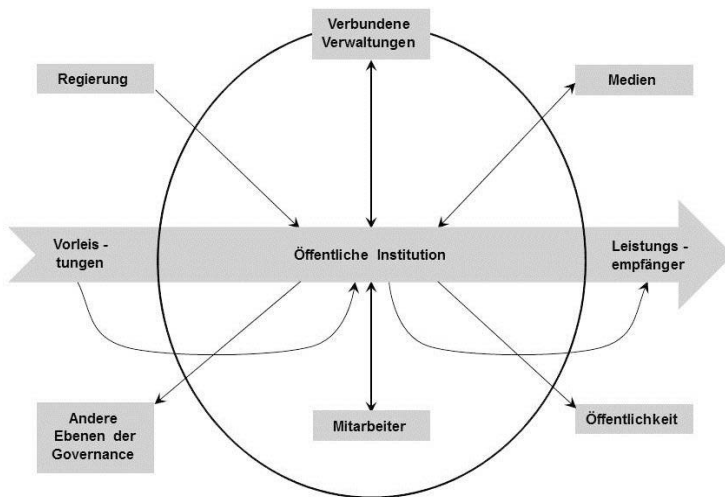 Verbundene
Verwaltungen
Regierung
Medien
Vorleis -
tungen
Öffentliche Institution
Leistungs -
empfänger
Andere
Ebenen der
Governance
Mitarbeiter
Öffentlichkeit